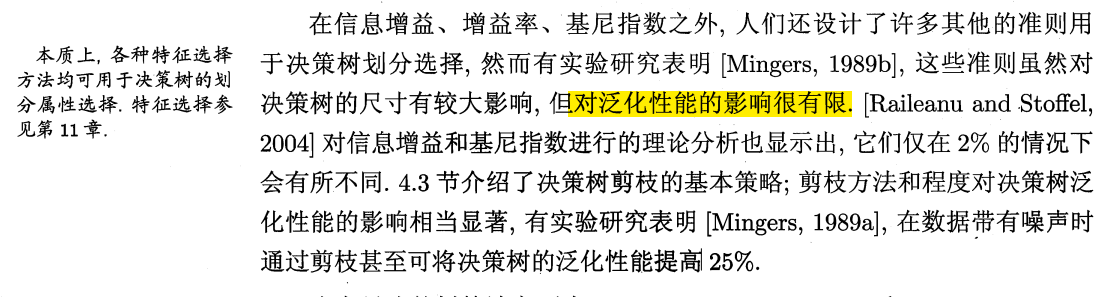 在信息增益、增益率、基尼指数之外, 人们还设计了许多其他的准则用
于决策树划分选择, 然而有实验研究表明 [Mingers, 1989b], 这些准则虽然对
决策树的尺寸有较大影响, 但对泛化性能的影响很有限. [Raileanu and Stoffel,
2004] 对信息增益和基尼指数进行的理论分析也显示出, 它们仅在 2% 的情况下
会有所不同. 4.3 节介绍了决策树剪枝的基本策略; 剪枝方法和程度对决策树泛
化性能的影响相当显著, 有实验研究表明 [Mingers, 1989a], 在数据带有噪声时
通过剪枝甚至可将决策树的泛化性能提高 25%.
本质上, 各种特征选择
方法均可用于决策树的划
分属性选择. 特征选择参
见第 11 章.